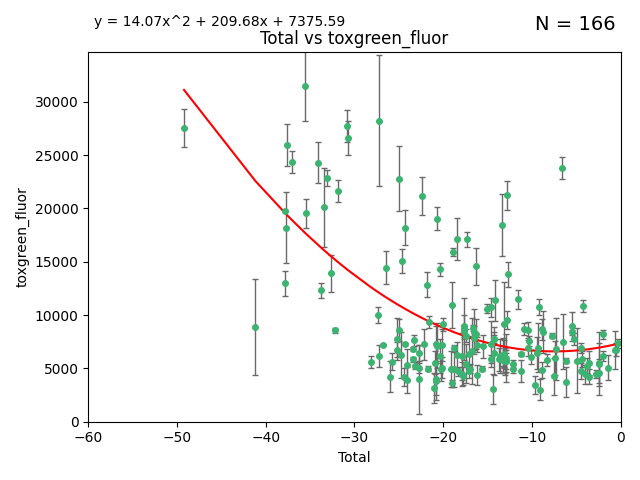 y = 14.07x^2 + 209.68x + 7375.59
N = 166
Total vs toxgreen_fluor
toxgreen_fluor
30000
25000
20000
15000
10000
5000
0
−60
−50
−40
−30
−20
−10
0
Total